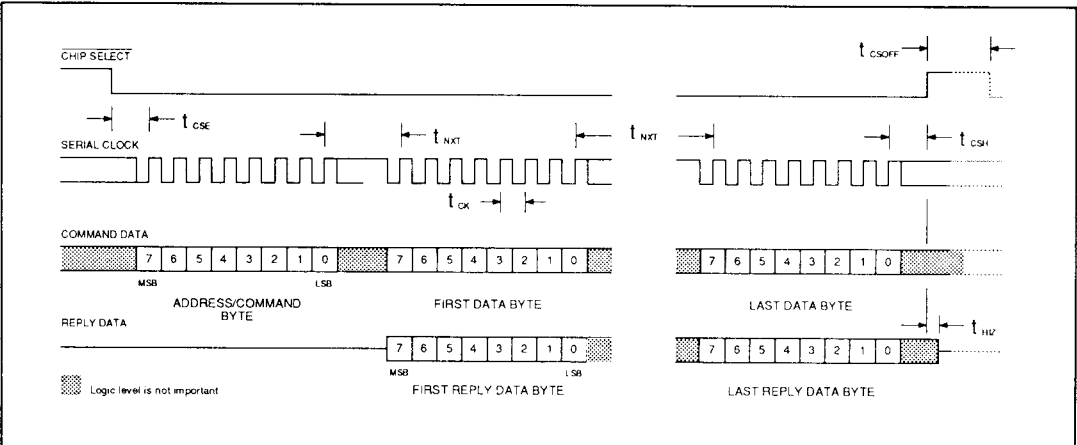 CHIP SELECT
t CSOFF
t CSE
t NXT
t NXT
t CSH
SERIAL CLOCK
t CK
COMMAND DATA
7 6 5 4 3 2 1 0 7 6 5 4 3 2 1 0 7 6 5 4 3 2 1 0
MSB LSB
ADDRESS/COMMAND BYTE
FIRST DATA BYTE
LAST DATA BYTE
REPLY DATA
t HIZ
7 6 5 4 3 2 1 0 7 6 5 4 3 2 1 0
MSB LSB
Logic level is not important
FIRST REPLY DATA BYTE
LAST REPLY DATA BYTE